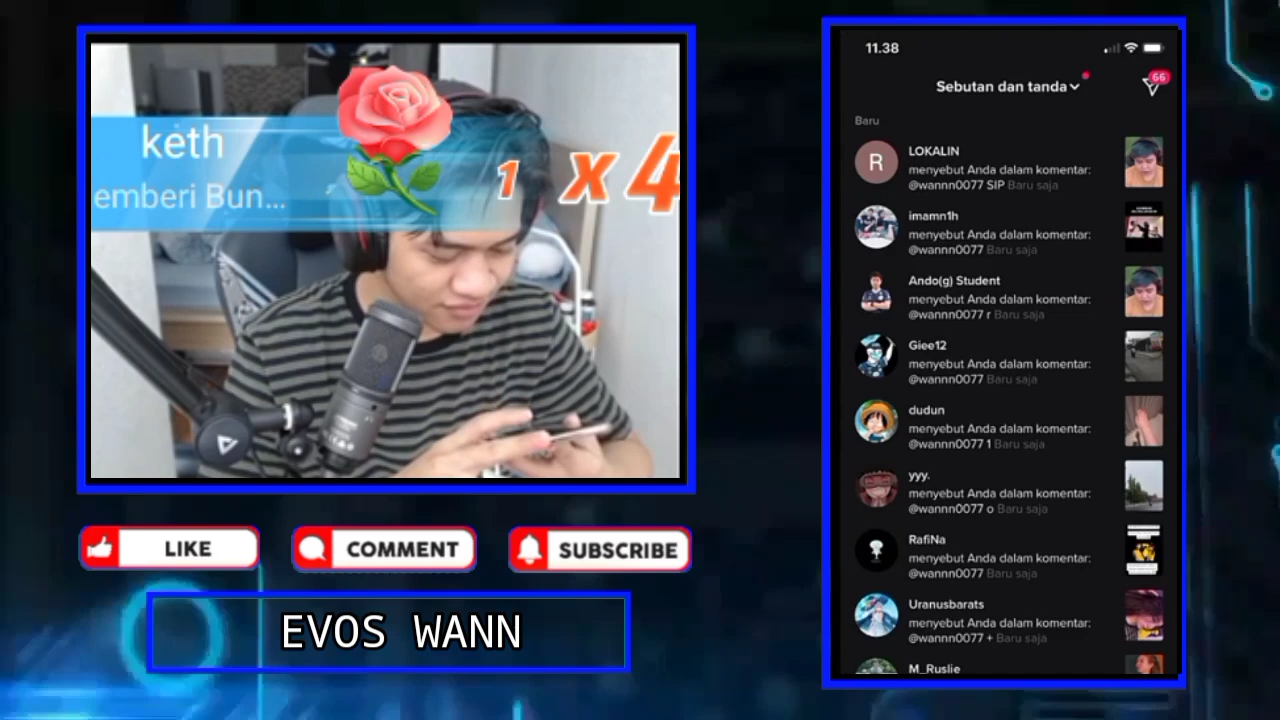 keth
emberi Bun...
1 x 4
LIKE
COMMENT
SUBSCRIBE
EVOS WANN
11.38
Sebutan dan tanda
66
Baru
R
LOKALIN
menyebut Anda dalam komentar:
@wannn0077 SIP Baru saja
imamn1h
menyebut Anda dalam komentar:
@wannn0077 Baru saja
Ando(g) Student
menyebut Anda dalam komentar:
@wannn0077 r Baru saja
Giee12
menyebut Anda dalam komentar:
@wannn0077 Baru saja
dudun
menyebut Anda dalam komentar:
@wannn0077 1 Baru saja
yyy.
menyebut Anda dalam komentar:
@wannn0077 o Baru saja
RafiNa
menyebut Anda dalam komentar:
@wannn0077 Baru saja
Uranusbarats
menyebut Anda dalam komentar:
@wannn0077 + Baru saja
M_Ruslie